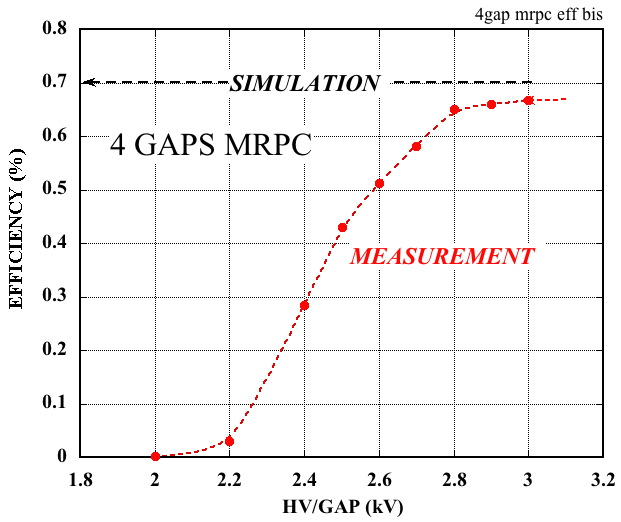 4gap mrpc eff bis
0.8
0.7
SIMULATION
0.6
4 GAPS MRPC
0.5
EFFICIENCY (%)
0.4
MEASUREMENT
0.3
0.2
0.1
0
1.8 2 2.2 2.4 2.6 2.8 3 3.2
HV/GAP (kV)